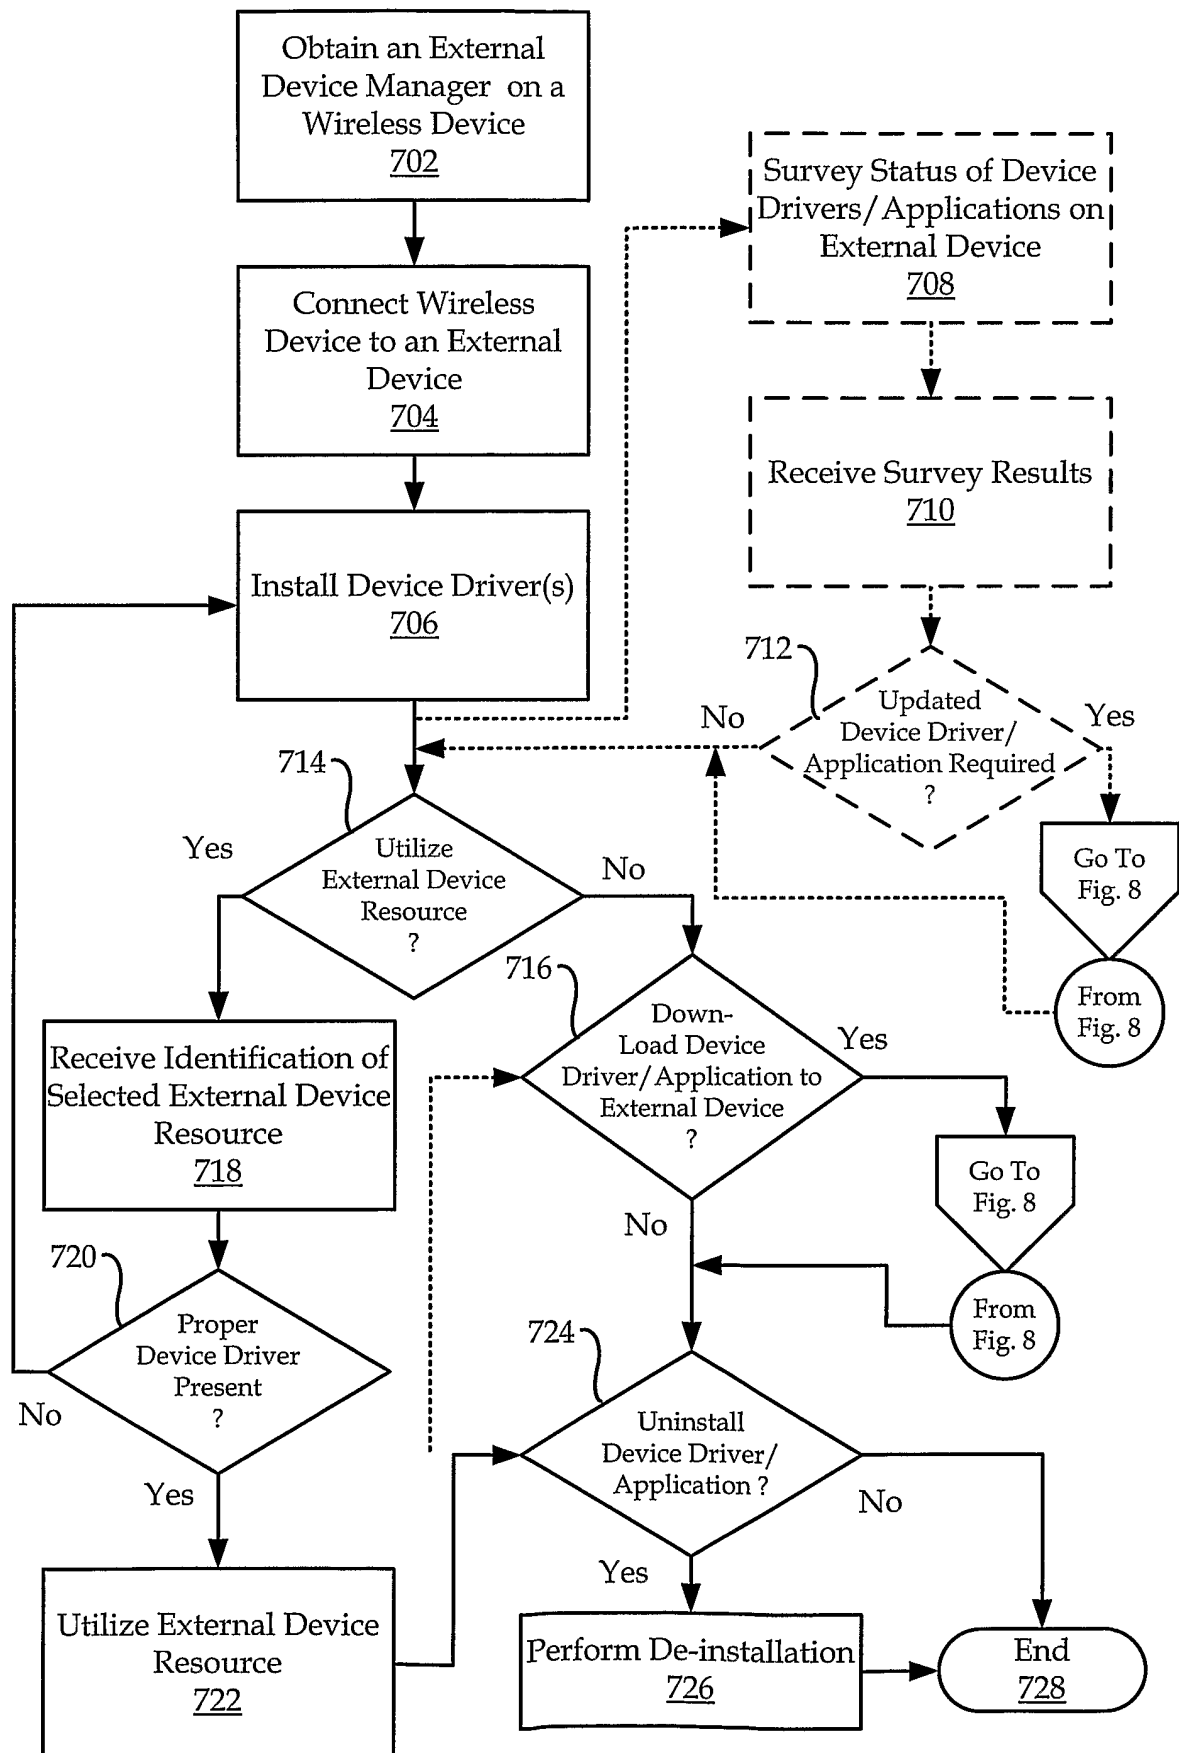 Obtain an External
Device Manager on a
Wireless Device
702
Connect Wireless
Device to an External
Device
704
Install Device Driver(s)
706
Survey Status of Device
Drivers/Applications on
External Device
708
Receive Survey Results
710
712
Updated
Device Driver/
Application Required
?
No
Yes
Go To
Fig. 8
From
Fig. 8
714
Utilize
External Device
Resource
?
Yes
No
716
Down-
Load Device
Driver/Application to
External Device
?
Yes
No
Go To
Fig. 8
From
Fig. 8
Receive Identification of
Selected External Device
Resource
718
720
Proper
Device Driver
Present
?
No
Yes
Utilize External Device
Resource
722
724
Uninstall
Device Driver/
Application ?
No
Yes
Perform De-installation
726
End
728